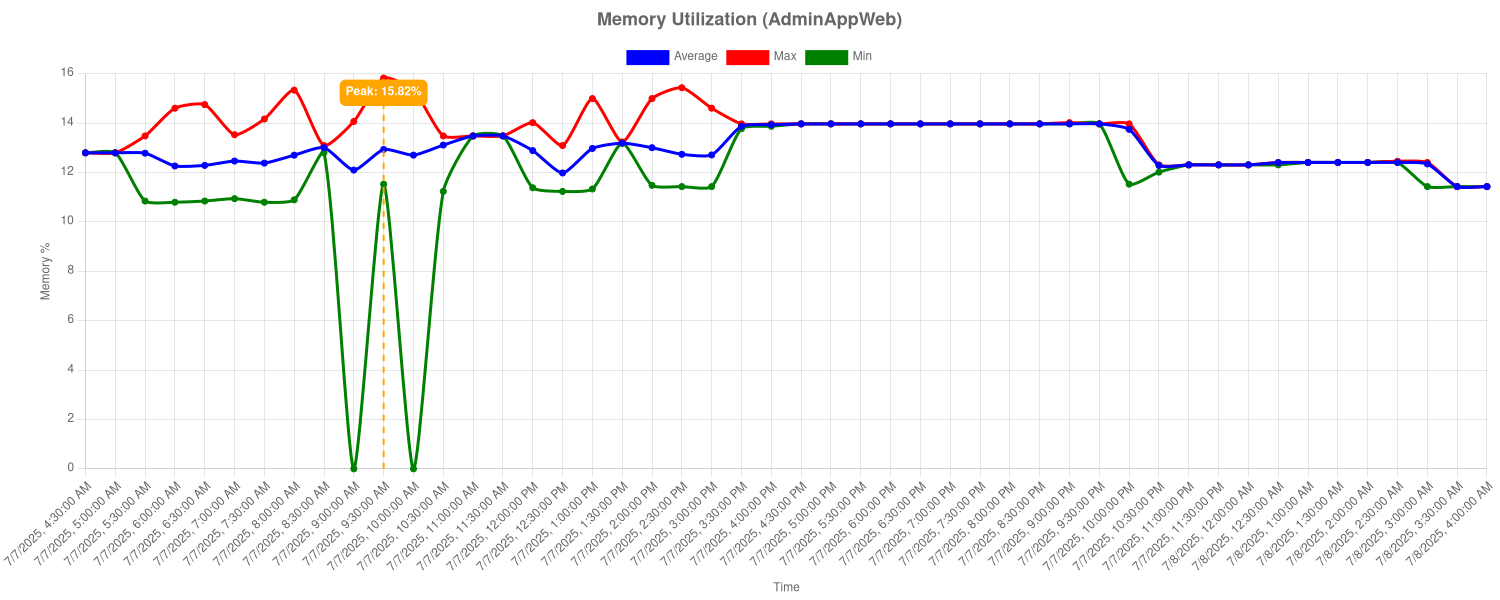 Memory Utilization (AdminAppWeb)
Average Max Min
16
Peak: 15.82%
14
12
10
8
6
4
2
0
Memory %
7/7/2025, 4:30:00 AM
7/7/2025, 5:00:00 AM
7/7/2025, 5:30:00 AM
7/7/2025, 6:00:00 AM
7/7/2025, 6:30:00 AM
7/7/2025, 7:00:00 AM
7/7/2025, 7:30:00 AM
7/7/2025, 8:00:00 AM
7/7/2025, 8:30:00 AM
7/7/2025, 9:00:00 AM
7/7/2025, 9:30:00 AM
7/7/2025, 10:00:00 AM
7/7/2025, 10:30:00 AM
7/7/2025, 11:00:00 AM
7/7/2025, 11:30:00 AM
7/7/2025, 12:00:00 PM
7/7/2025, 12:30:00 PM
7/7/2025, 1:00:00 PM
7/7/2025, 1:30:00 PM
7/7/2025, 2:00:00 PM
7/7/2025, 2:30:00 PM
7/7/2025, 3:00:00 PM
7/7/2025, 3:30:00 PM
7/7/2025, 4:00:00 PM
7/7/2025, 4:30:00 PM
7/7/2025, 5:00:00 PM
7/7/2025, 5:30:00 PM
7/7/2025, 6:00:00 PM
7/7/2025, 6:30:00 PM
7/7/2025, 7:00:00 PM
7/7/2025, 7:30:00 PM
7/7/2025, 8:00:00 PM
7/7/2025, 8:30:00 PM
7/7/2025, 9:00:00 PM
7/7/2025, 9:30:00 PM
7/7/2025, 10:00:00 PM
7/7/2025, 10:30:00 PM
7/7/2025, 11:00:00 PM
7/7/2025, 11:30:00 PM
7/8/2025, 12:00:00 AM
7/8/2025, 12:30:00 AM
7/8/2025, 1:00:00 AM
7/8/2025, 1:30:00 AM
7/8/2025, 2:00:00 AM
7/8/2025, 2:30:00 AM
7/8/2025, 3:00:00 AM
7/8/2025, 3:30:00 AM
7/8/2025, 4:00:00 AM
Time